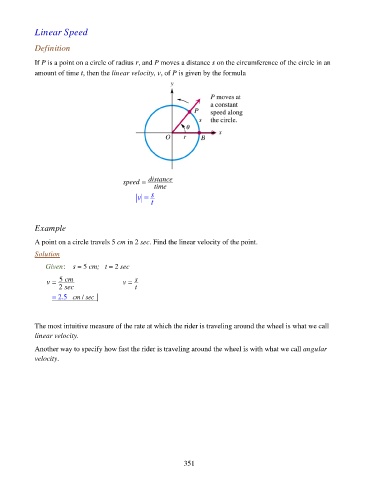 Linear Speed
Definition
If P is a point on a circle of radius r, and P moves a distance s on the circumference of the circle in an
amount of time t, then the linear velocity, v, of P is given by the formula
y
P moves at
a constant
speed along
the circle.
P
s
θ
x
O r B
speed = distance / time
|v| = s / t
Example
A point on a circle travels 5 cm in 2 sec. Find the linear velocity of the point.
Solution
Given: s = 5 cm; t = 2 sec
v = 5 cm / 2 sec v = s / t
= 2.5 cm / sec |
The most intuitive measure of the rate at which the rider is traveling around the wheel is what we call
linear velocity.
Another way to specify how fast the rider is traveling around the wheel is with what we call angular
velocity.
351